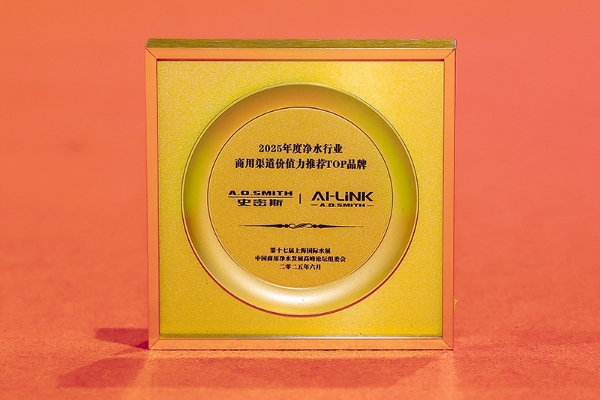 2025年度净水行业
商用渠道价值力推荐TOP品牌
A.O.SMITH
史密斯
AI-LiNK
A.O.SMITH
第十七届上海国际水展
中国商用净水发展高峰论坛组委会
二零二五年六月